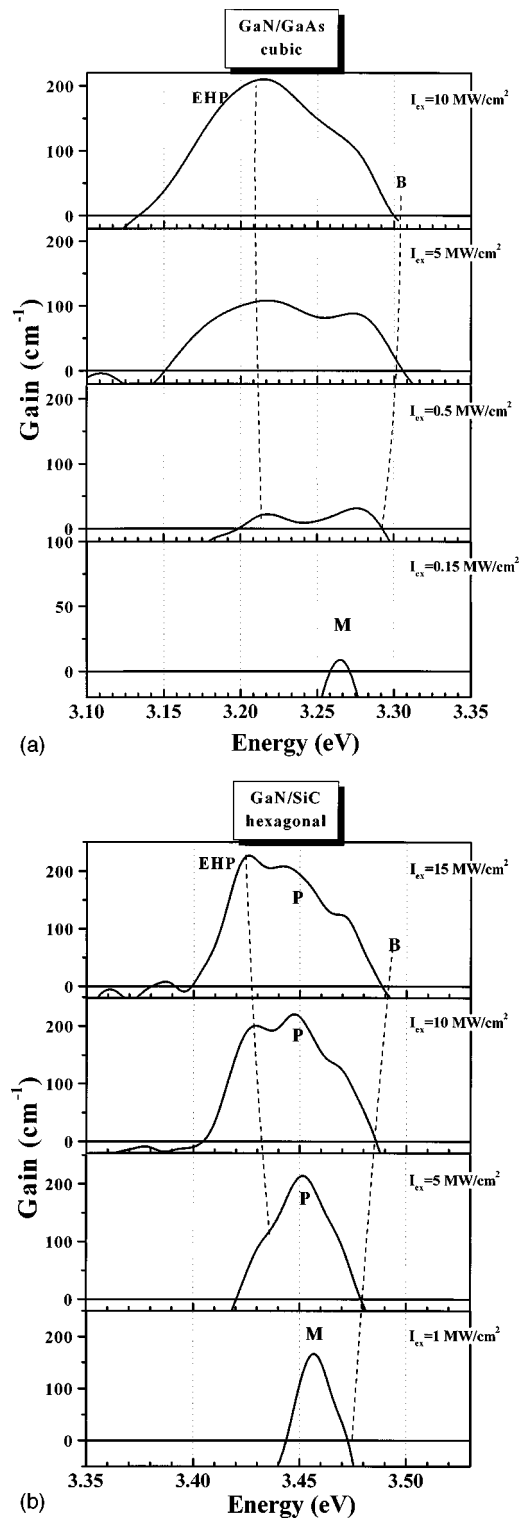 GaN/GaAs
cubic
EHP
I_ex=10 MW/cm²
B
I_ex=5 MW/cm²
I_ex=0.5 MW/cm²
I_ex=0.15 MW/cm²
M
Gain (cm⁻¹)
200
100
0
200
100
0
200
100
0
100
50
0
3.10 3.15 3.20 3.25 3.30 3.35
(a)
Energy (eV)
GaN/SiC
hexagonal
EHP
P
I_ex=15 MW/cm²
B
P
I_ex=10 MW/cm²
P
I_ex=5 MW/cm²
M
I_ex=1 MW/cm²
Gain (cm⁻¹)
200
100
0
200
100
0
200
100
0
200
100
0
3.35 3.40 3.45 3.50
(b)
Energy (eV)